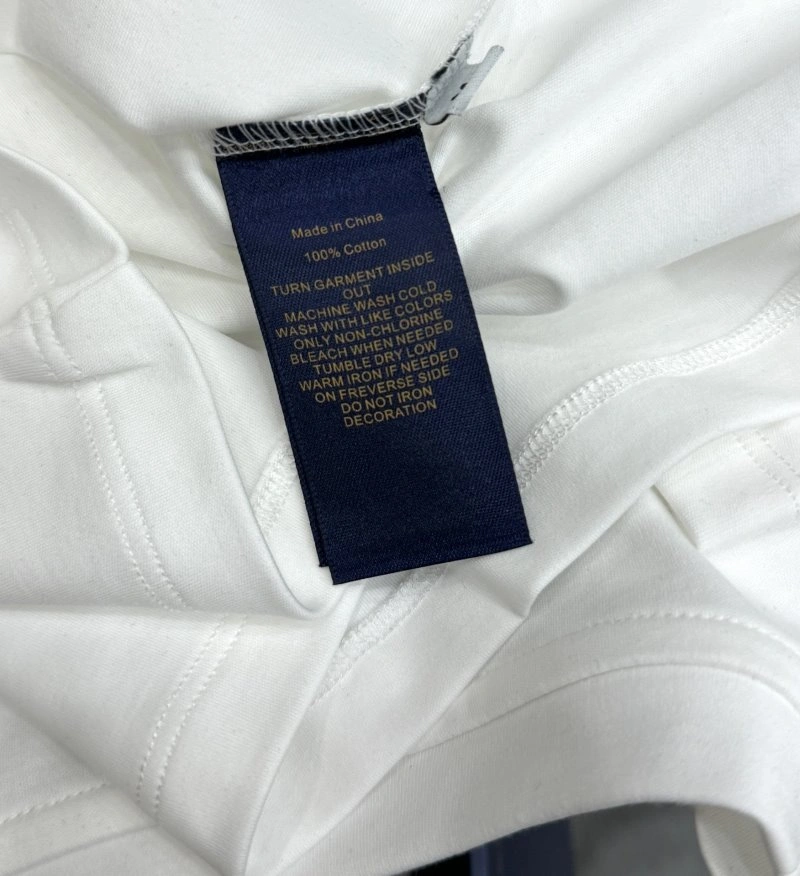 Made in China
100% Cotton
TURN GARMENT INSIDE
OUT
MACHINE WASH COLD
WASH WITH LIKE COLORS
ONLY NON-CHLORINE
BLEACH WHEN NEEDED
TUMBLE DRY LOW
WARM IRON IF NEEDED
ON FREVERSE SIDE
DO NOT IRON
DECORATION